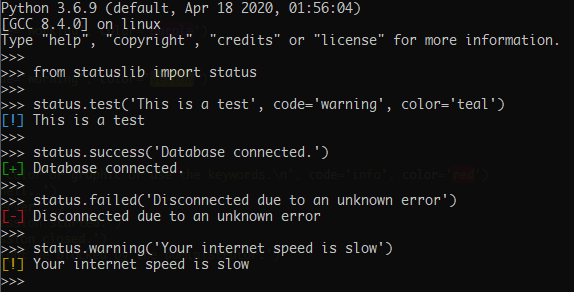 Python 3.6.9 (default, Apr 18 2020, 01:56:04)
[GCC 8.4.0] on linux
Type "help", "copyright", "credits" or "license" for more information.
>>>
>>> from statuslib import status
>>>
>>> status.test('This is a test', code='warning', color='teal')
[!] This is a test
>>>
>>> status.success('Database connected.')
[+] Database connected.
>>>
>>> status.failed('Disconnected due to an unknown error')
[-] Disconnected due to an unknown error
>>>
>>> status.warning('Your internet speed is slow')
[!] Your internet speed is slow
>>>